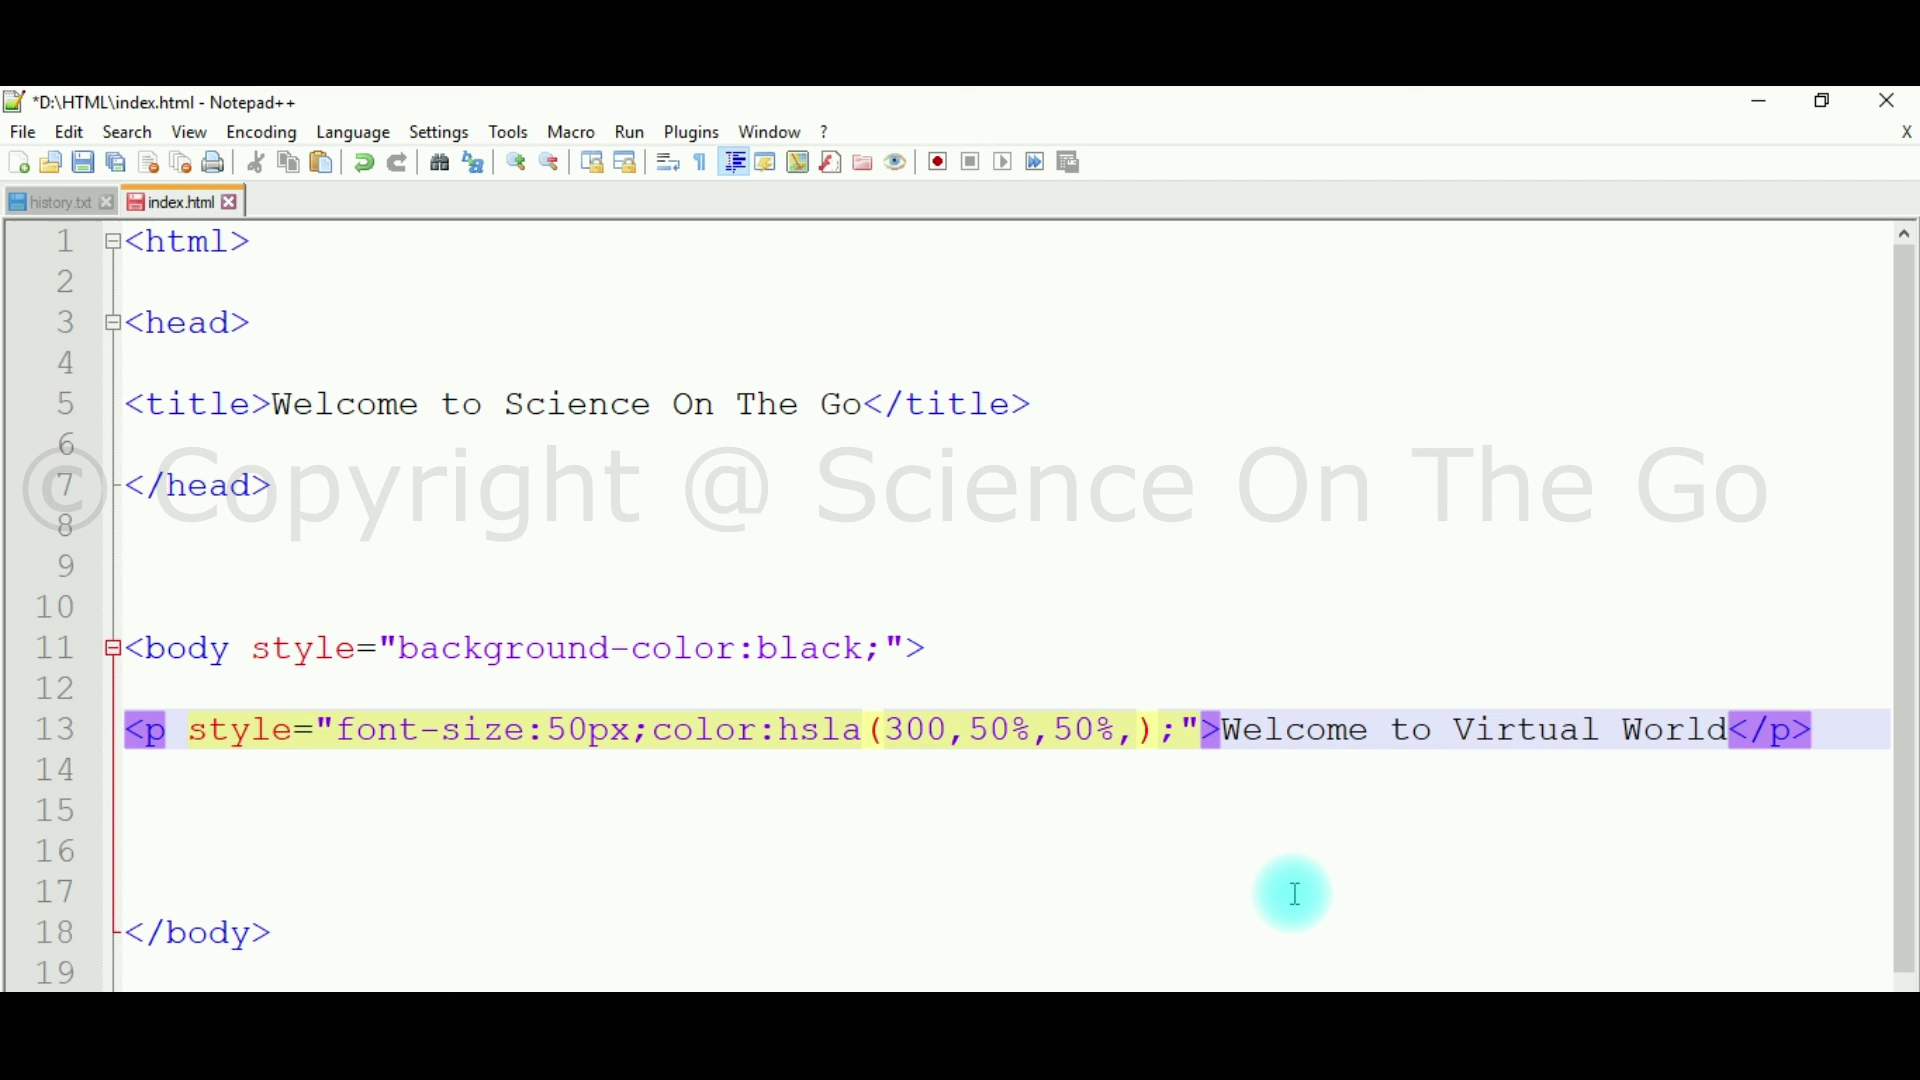 *D:\HTML\index.html - Notepad++
File Edit Search View Encoding Language Settings Tools Macro Run Plugins Window ? X
history.txt index.html
1 <html>
2
3 <head>
4
5 <title>Welcome to Science On The Go</title>
6
© Copyright @ Science On The Go
7 </head>
8
9
10
11 <body style="background-color:black;">
12
13 <p style="font-size:50px;color:hsla(300,50%,50%,);">Welcome to Virtual World</p>
14
15
16
17
18 </body>
19